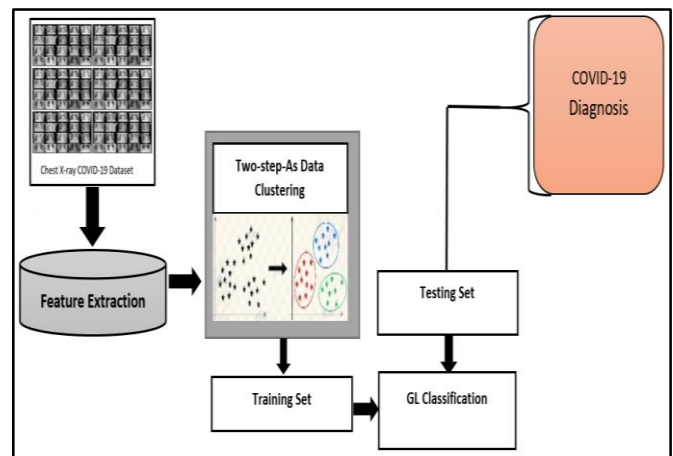 Chest X-ray COVID-19 Dataset
Feature Extraction
Two-step-As Data
Clustering
Training Set
GL Classification
Testing Set
COVID-19
Diagnosis